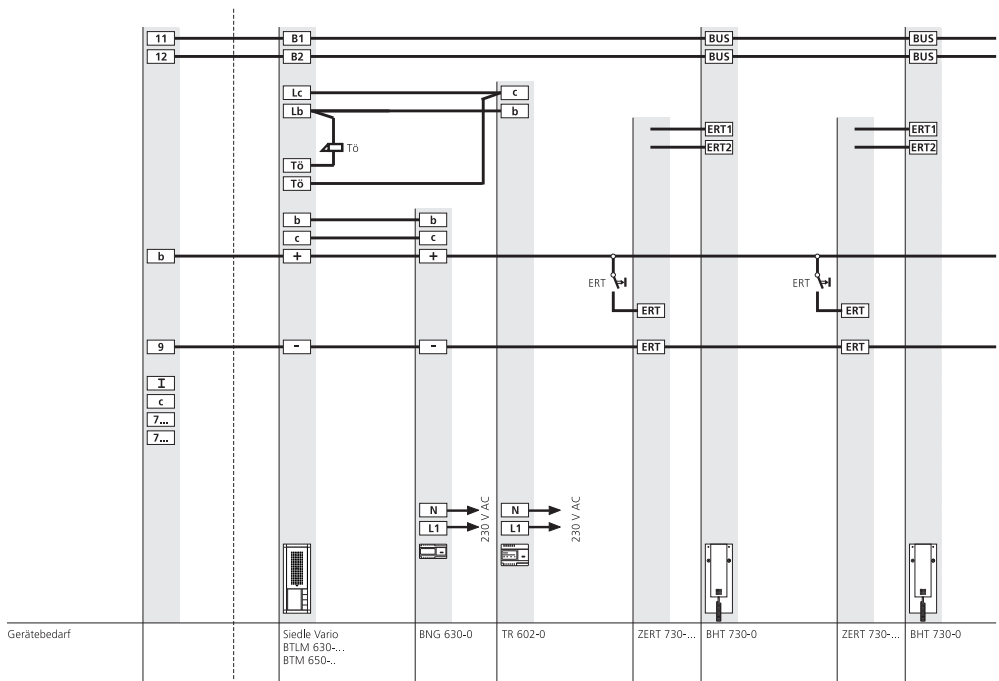 11 B1 BUS BUS
12 B2 BUS BUS
Lc c
Lb b
ERT1 ERT1
Tö ERT2 ERT2
Tö
Tö
b b
c c
b + +
ERT ERT
ERT ERT
9 - - ERT ERT
I
c
7...
7...
N N
L1 L1
230 V AC
230 V AC
Gerätebedarf Siedle Vario BNG 630-0 TR 602-0 ZERT 730-... BHT 730-0 ZERT 730-... BHT 730-0
BTLM 630-...
BTM 650-..